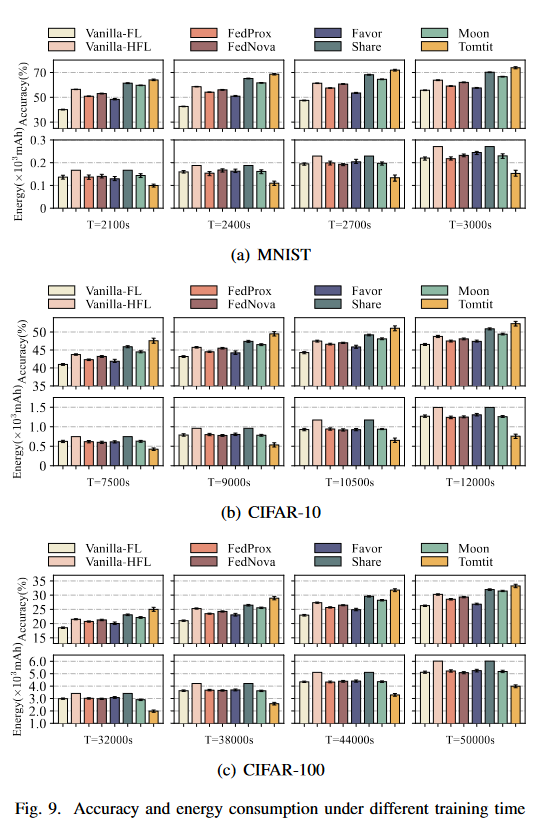 Vanilla-FL FedProx Favor Moon
Vanilla-HFL FedNova Share Tomtit
Accuracy(%)
70
50
30
Energy(×10³mAh)
0.3
0.2
0.1
0
T=2100s T=2400s T=2700s T=3000s
(a) MNIST
Vanilla-FL FedProx Favor Moon
Vanilla-HFL FedNova Share Tomtit
Accuracy(%)
50
45
40
35
Energy(×10³mAh)
1.5
1.0
0.5
0
T=7500s T=9000s T=10500s T=12000s
(b) CIFAR-10
Vanilla-FL FedProx Favor Moon
Vanilla-HFL FedNova Share Tomtit
Accuracy(%)
35
30
25
20
15
Energy(×10³mAh)
6.0
5.0
4.0
3.0
2.0
1.0
T=32000s T=38000s T=44000s T=50000s
(c) CIFAR-100
Fig. 9. Accuracy and energy consumption under different training time